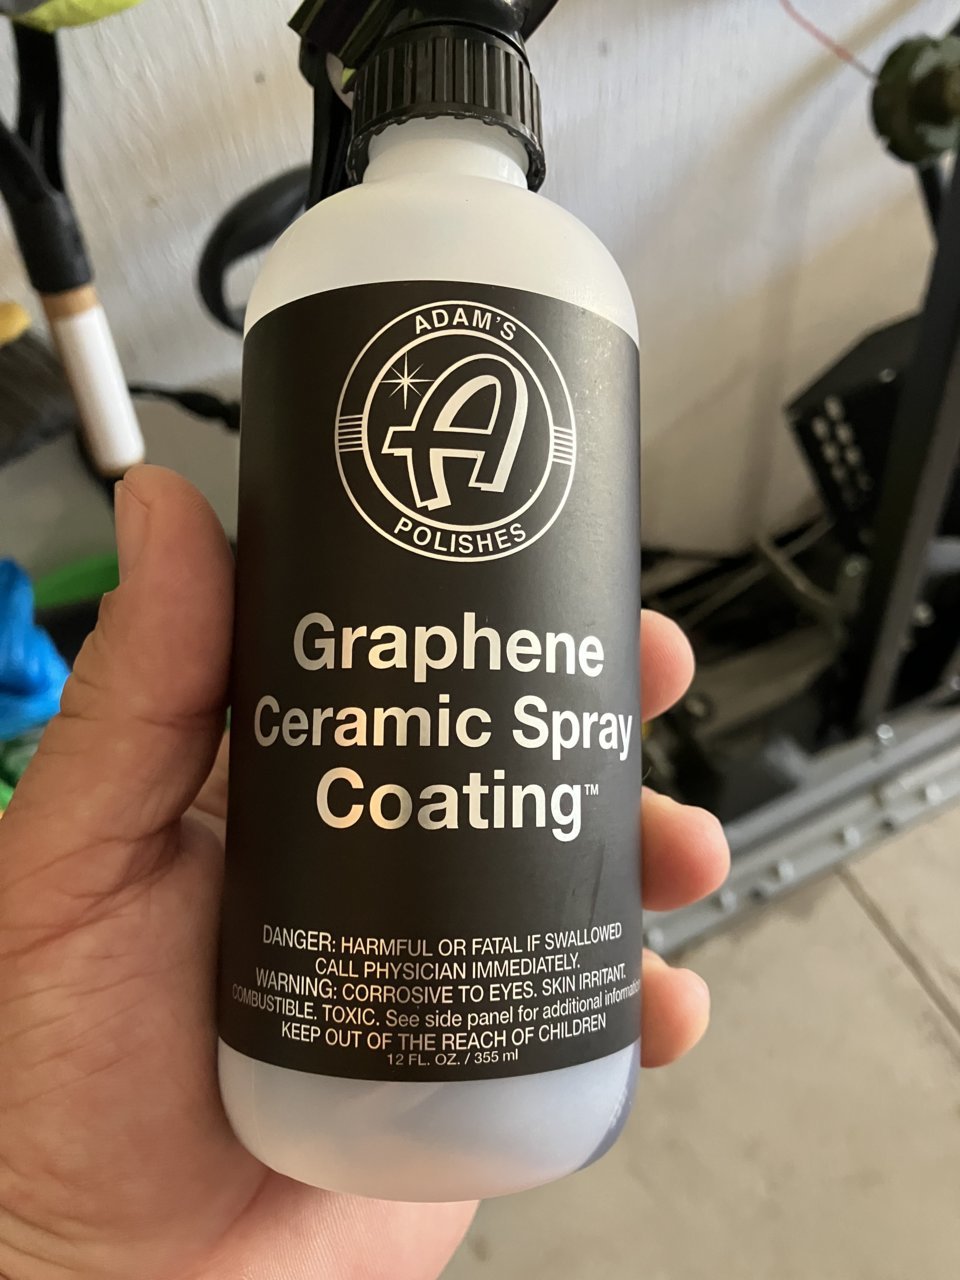 ADAM'S
A
POLISHES
Graphene
Ceramic Spray
Coating™
DANGER: HARMFUL OR FATAL IF SWALLOWED
CALL PHYSICIAN IMMEDIATELY.
WARNING: CORROSIVE TO EYES. SKIN IRRITANT.
COMBUSTIBLE. TOXIC. See side panel for additional information
KEEP OUT OF THE REACH OF CHILDREN
12 FL. OZ. / 355 ml